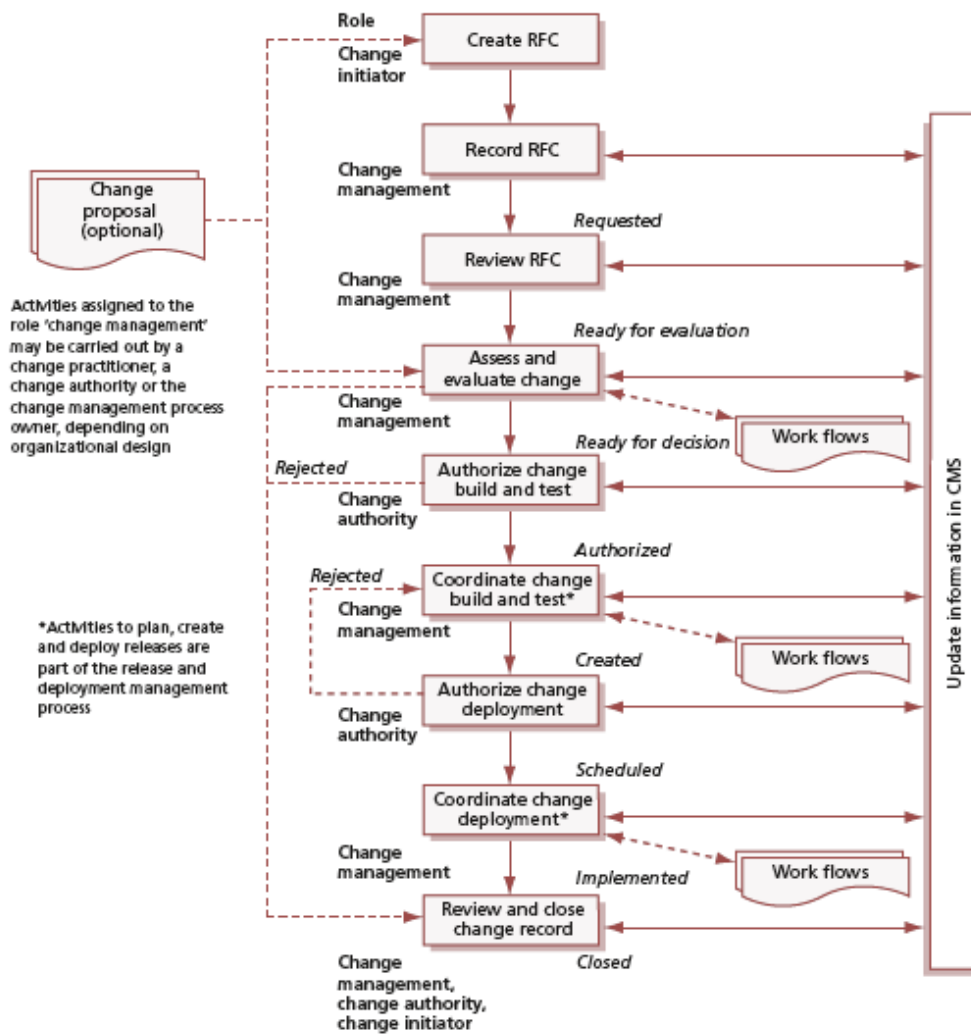 Role
Change
initiator
Create RFC
Record RFC
Change
management
Change
proposal
(optional)
Requested
Review RFC
Change
management
Activities assigned to the
role ‘change management’
may be carried out by a
change practitioner, a
change authority or the
change management process
owner, depending on
organizational design
Ready for evaluation
Assess and
evaluate change
Change
management
Work flows
Ready for decision
Rejected
Authorize change
build and test
Change
authority
Authorized
Rejected
Coordinate change
build and test*
Change
management
*Activities to plan, create
and deploy releases are
part of the release and
deployment management
process
Work flows
Created
Authorize change
deployment
Change
authority
Scheduled
Coordinate change
deployment*
Change
management
Work flows
Implemented
Review and close
change record
Closed
Change
management,
change authority,
change initiator
Update information in CMS